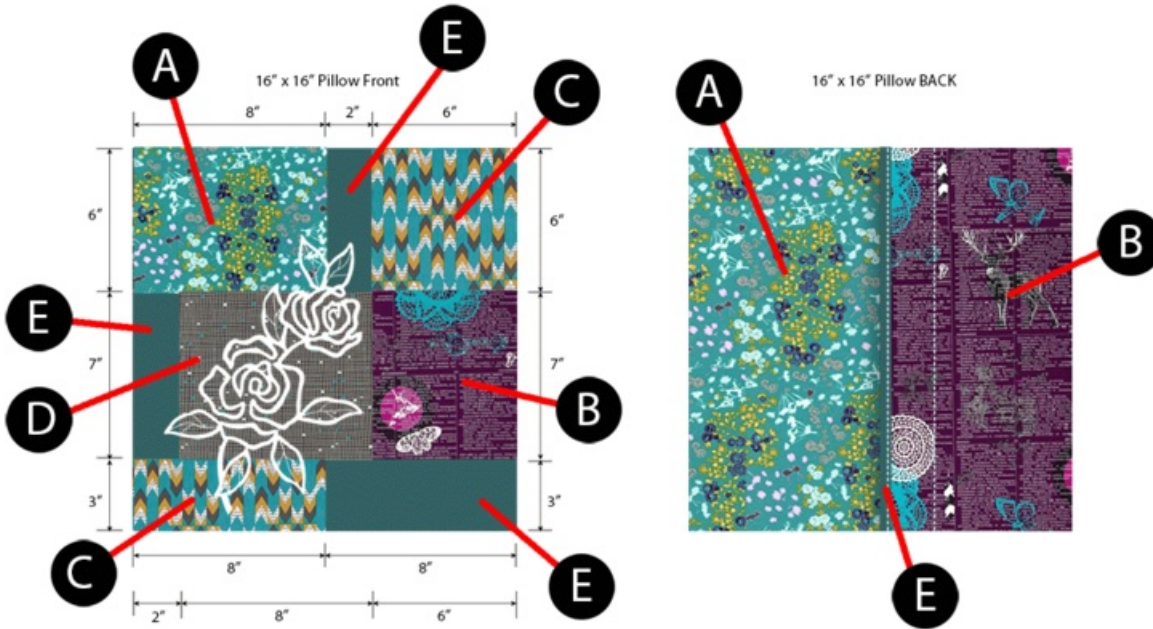 E
A
16" x 16" Pillow Front
C
8" 2" 6"
6" 6"
E
7" 7"
D
B
3" 3"
C
8" 8"
E
2" 8" 6"
16" x 16" Pillow BACK
A
B
E